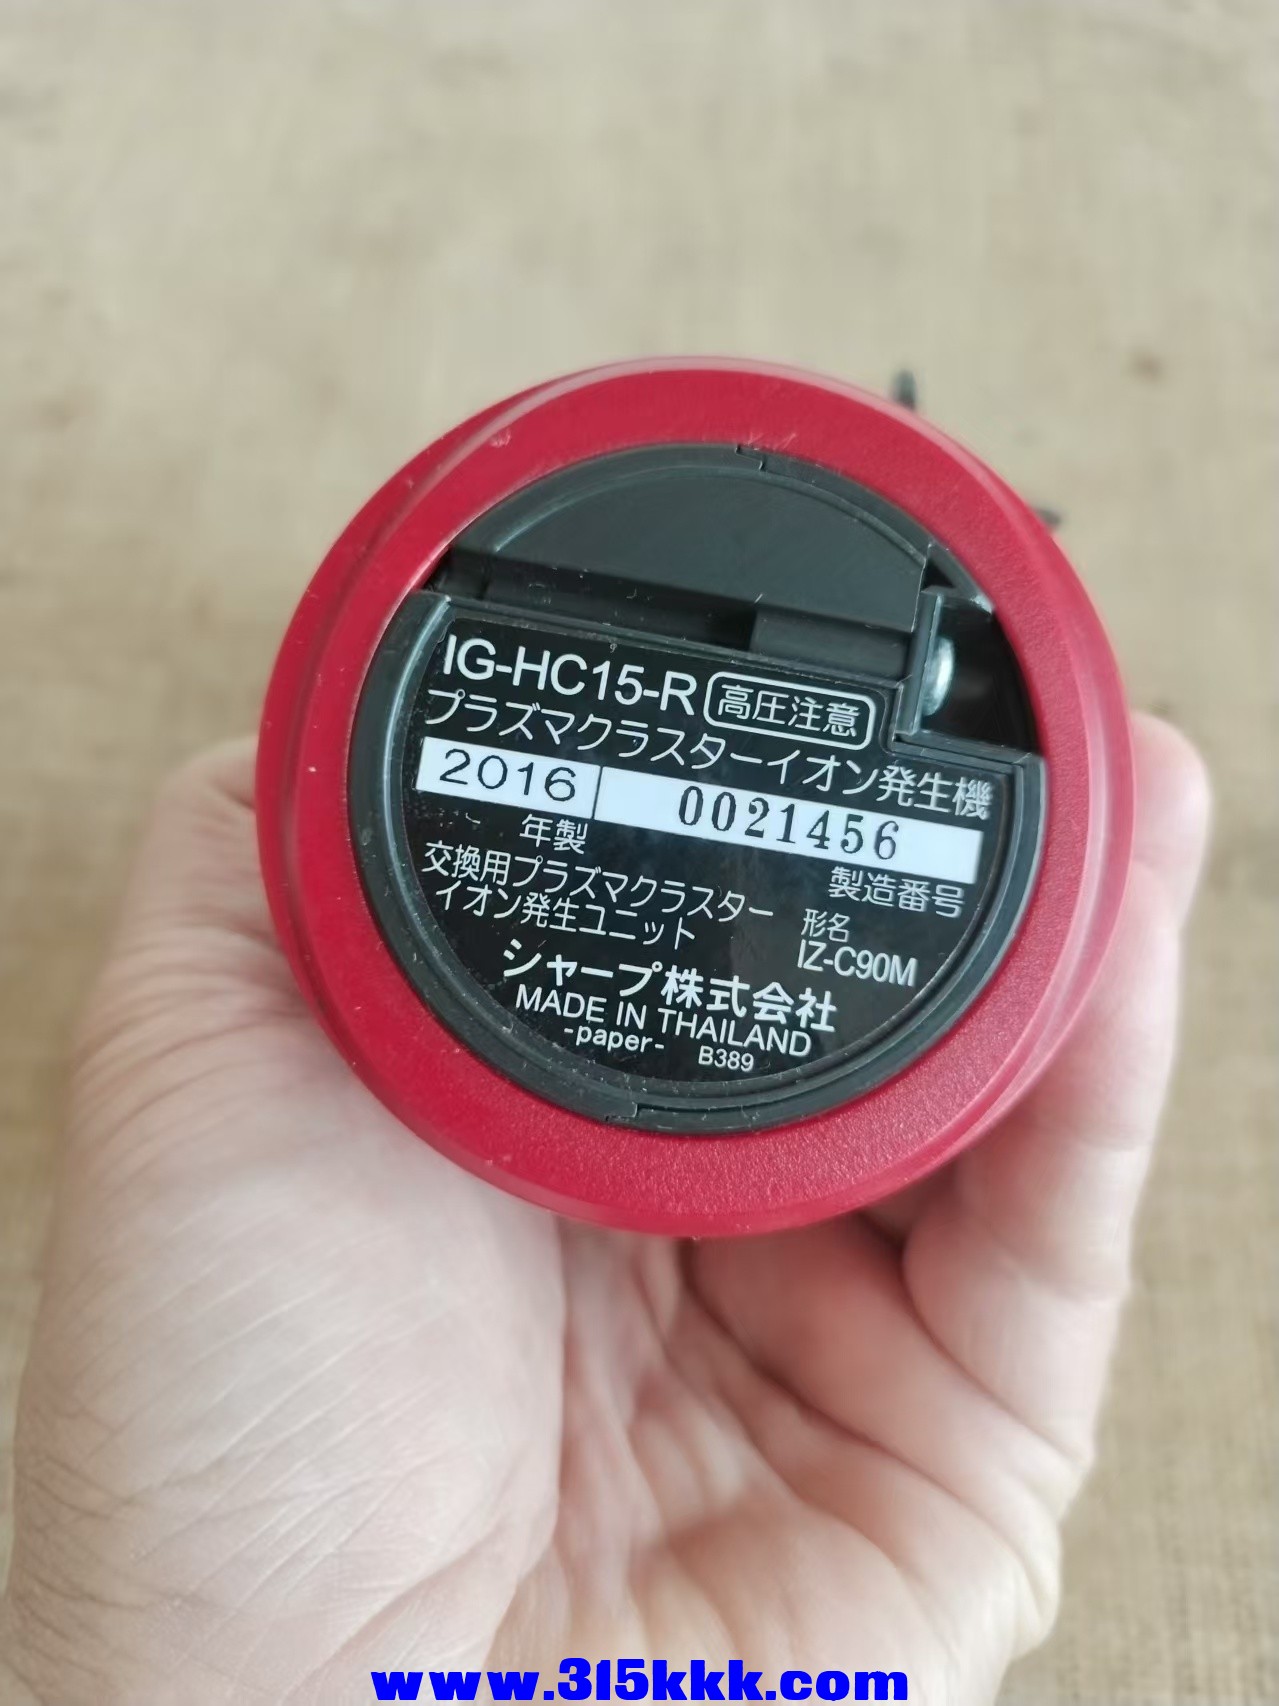 IG-HC15-R 高圧注意
プラズマクラスターイオン発生機
2016 0021456
年製 製造番号
交換用プラズマクラスター
イオン発生ユニット
形名
IZ-C90M
シャープ株式会社
MADE IN THAILAND
-paper- B389
www.315kkk.com